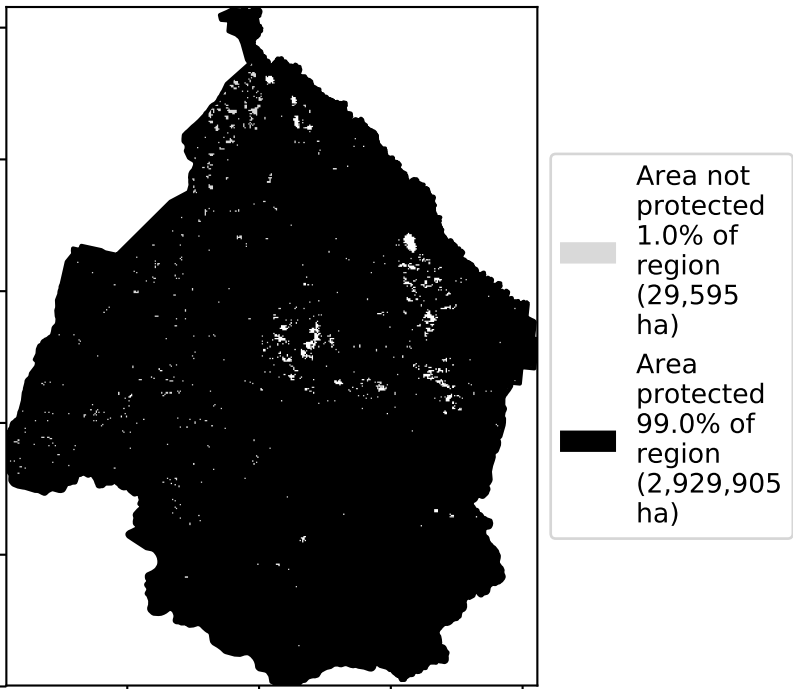 Area not
protected
1.0% of
region
(29,595
ha)
Area
protected
99.0% of
region
(2,929,905
ha)